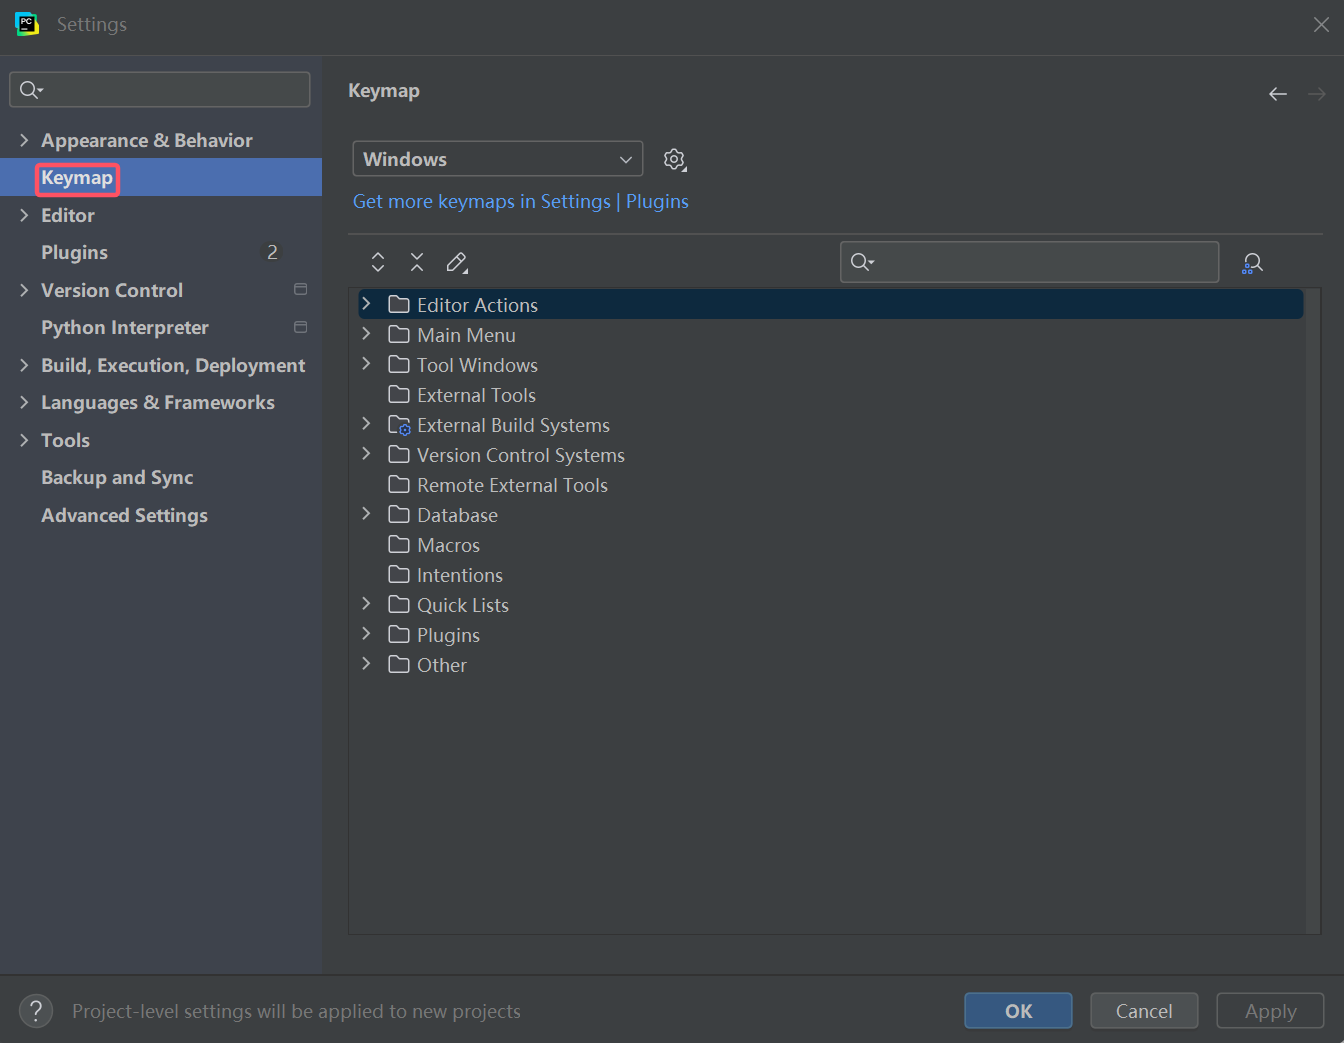 PC
Settings
Appearance & Behavior
Keymap
Editor
Plugins 2
Version Control
Python Interpreter
Build, Execution, Deployment
Languages & Frameworks
Tools
Backup and Sync
Advanced Settings
Keymap
Windows
Get more keymaps in Settings | Plugins
Editor Actions
Main Menu
Tool Windows
External Tools
External Build Systems
Version Control Systems
Remote External Tools
Database
Macros
Intentions
Quick Lists
Plugins
Other
? Project-level settings will be applied to new projects
OK Cancel Apply